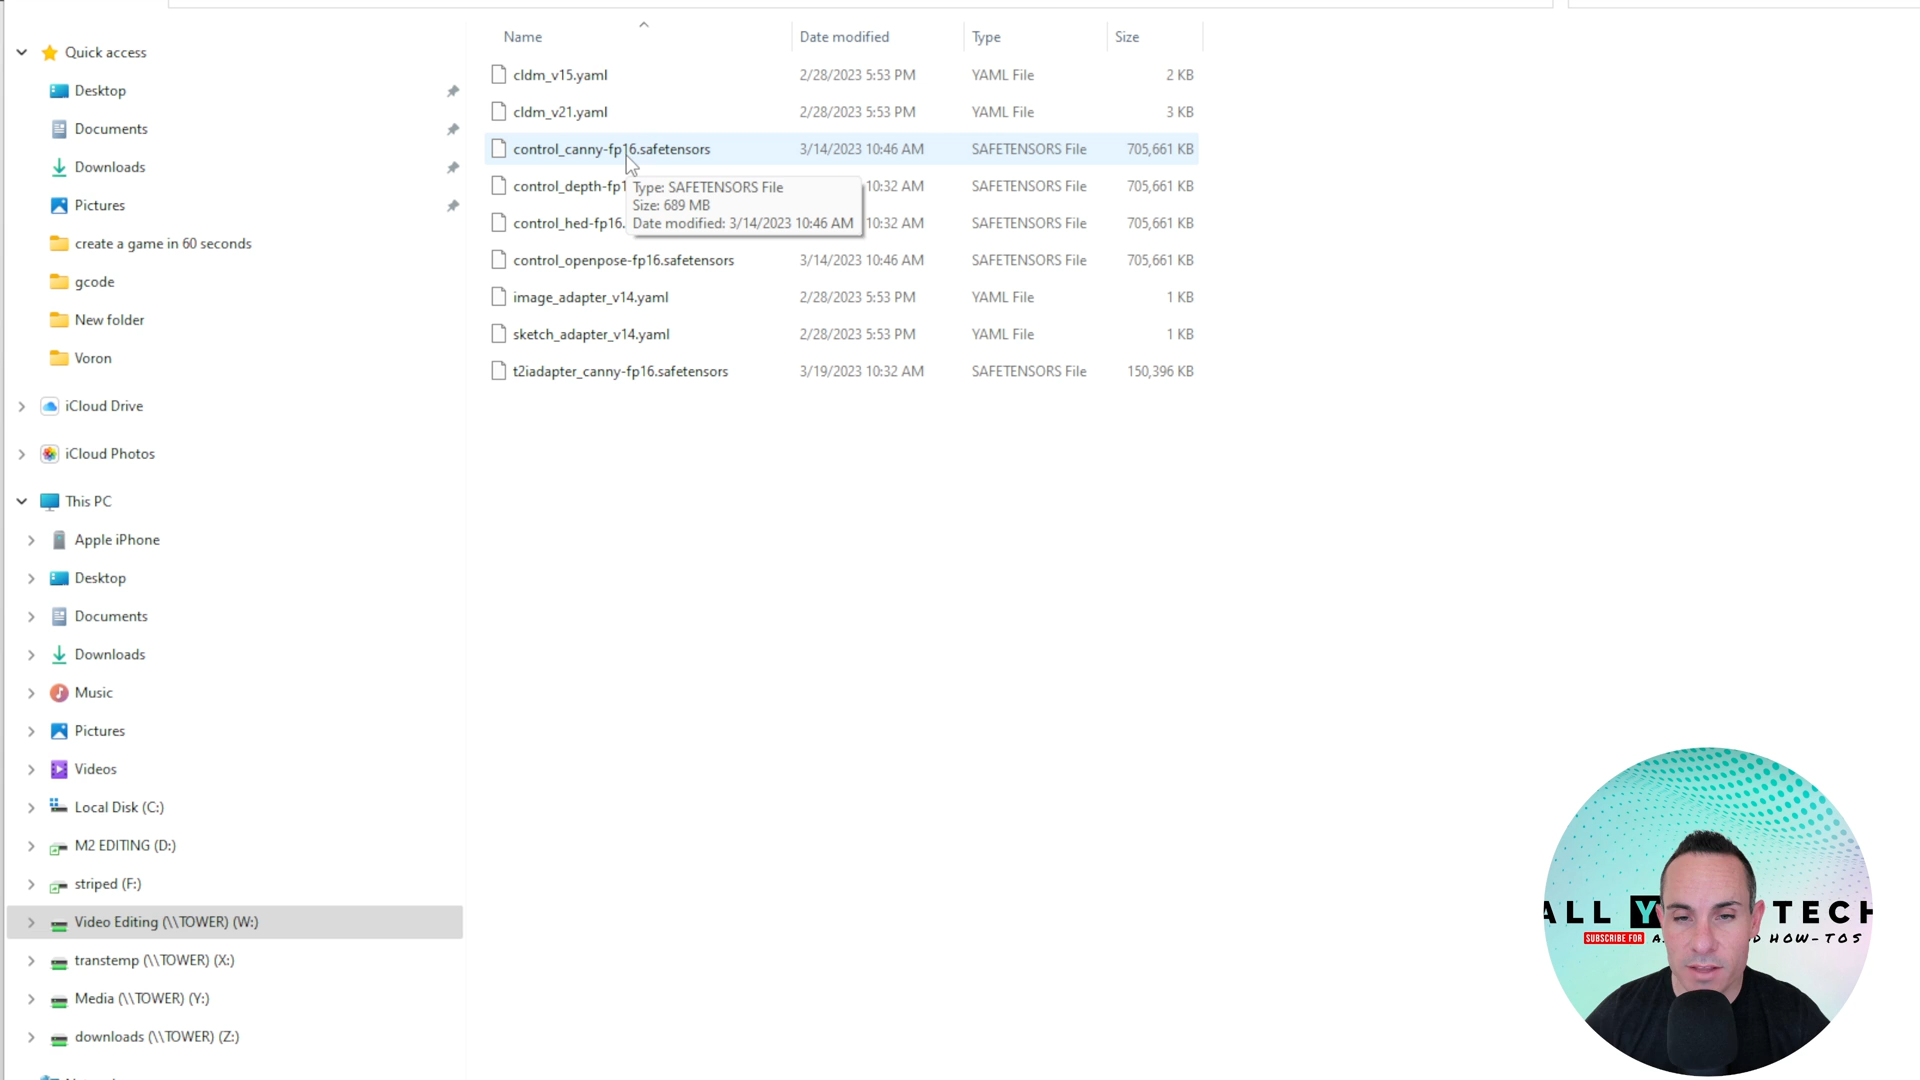 Name Date modified Type Size
Quick access
Desktop
Documents
Downloads
Pictures
create a game in 60 seconds
gcode
New folder
Voron
iCloud Drive
iCloud Photos
This PC
Apple iPhone
Desktop
Documents
Downloads
Music
Pictures
Videos
Local Disk (C:)
M2 EDITING (D:)
striped (F:)
Video Editing (\\TOWER) (W:)
transtemp (\\TOWER) (X:)
Media (\\TOWER) (Y:)
downloads (\\TOWER) (Z:)
cldm_v15.yaml 2/28/2023 5:53 PM YAML File 2 KB
cldm_v21.yaml 2/28/2023 5:53 PM YAML File 3 KB
control_canny-fp16.safetensors 3/14/2023 10:46 AM SAFETENSORS File 705,661 KB
control_depth-fp1 10:32 AM SAFETENSORS File 705,661 KB
control_hed-fp16. 10:32 AM SAFETENSORS File 705,661 KB
control_openpose-fp16.safetensors 3/14/2023 10:46 AM SAFETENSORS File 705,661 KB
image_adapter_v14.yaml 2/28/2023 5:53 PM YAML File 1 KB
sketch_adapter_v14.yaml 2/28/2023 5:53 PM YAML File 1 KB
t2iadapter_canny-fp16.safetensors 3/19/2023 10:32 AM SAFETENSORS File 150,396 KB
Type: SAFETENSORS File
Size: 689 MB
Date modified: 3/14/2023 10:46 AM
ALL Y TECH
SUBSCRIBE FOR A HOW-TOS